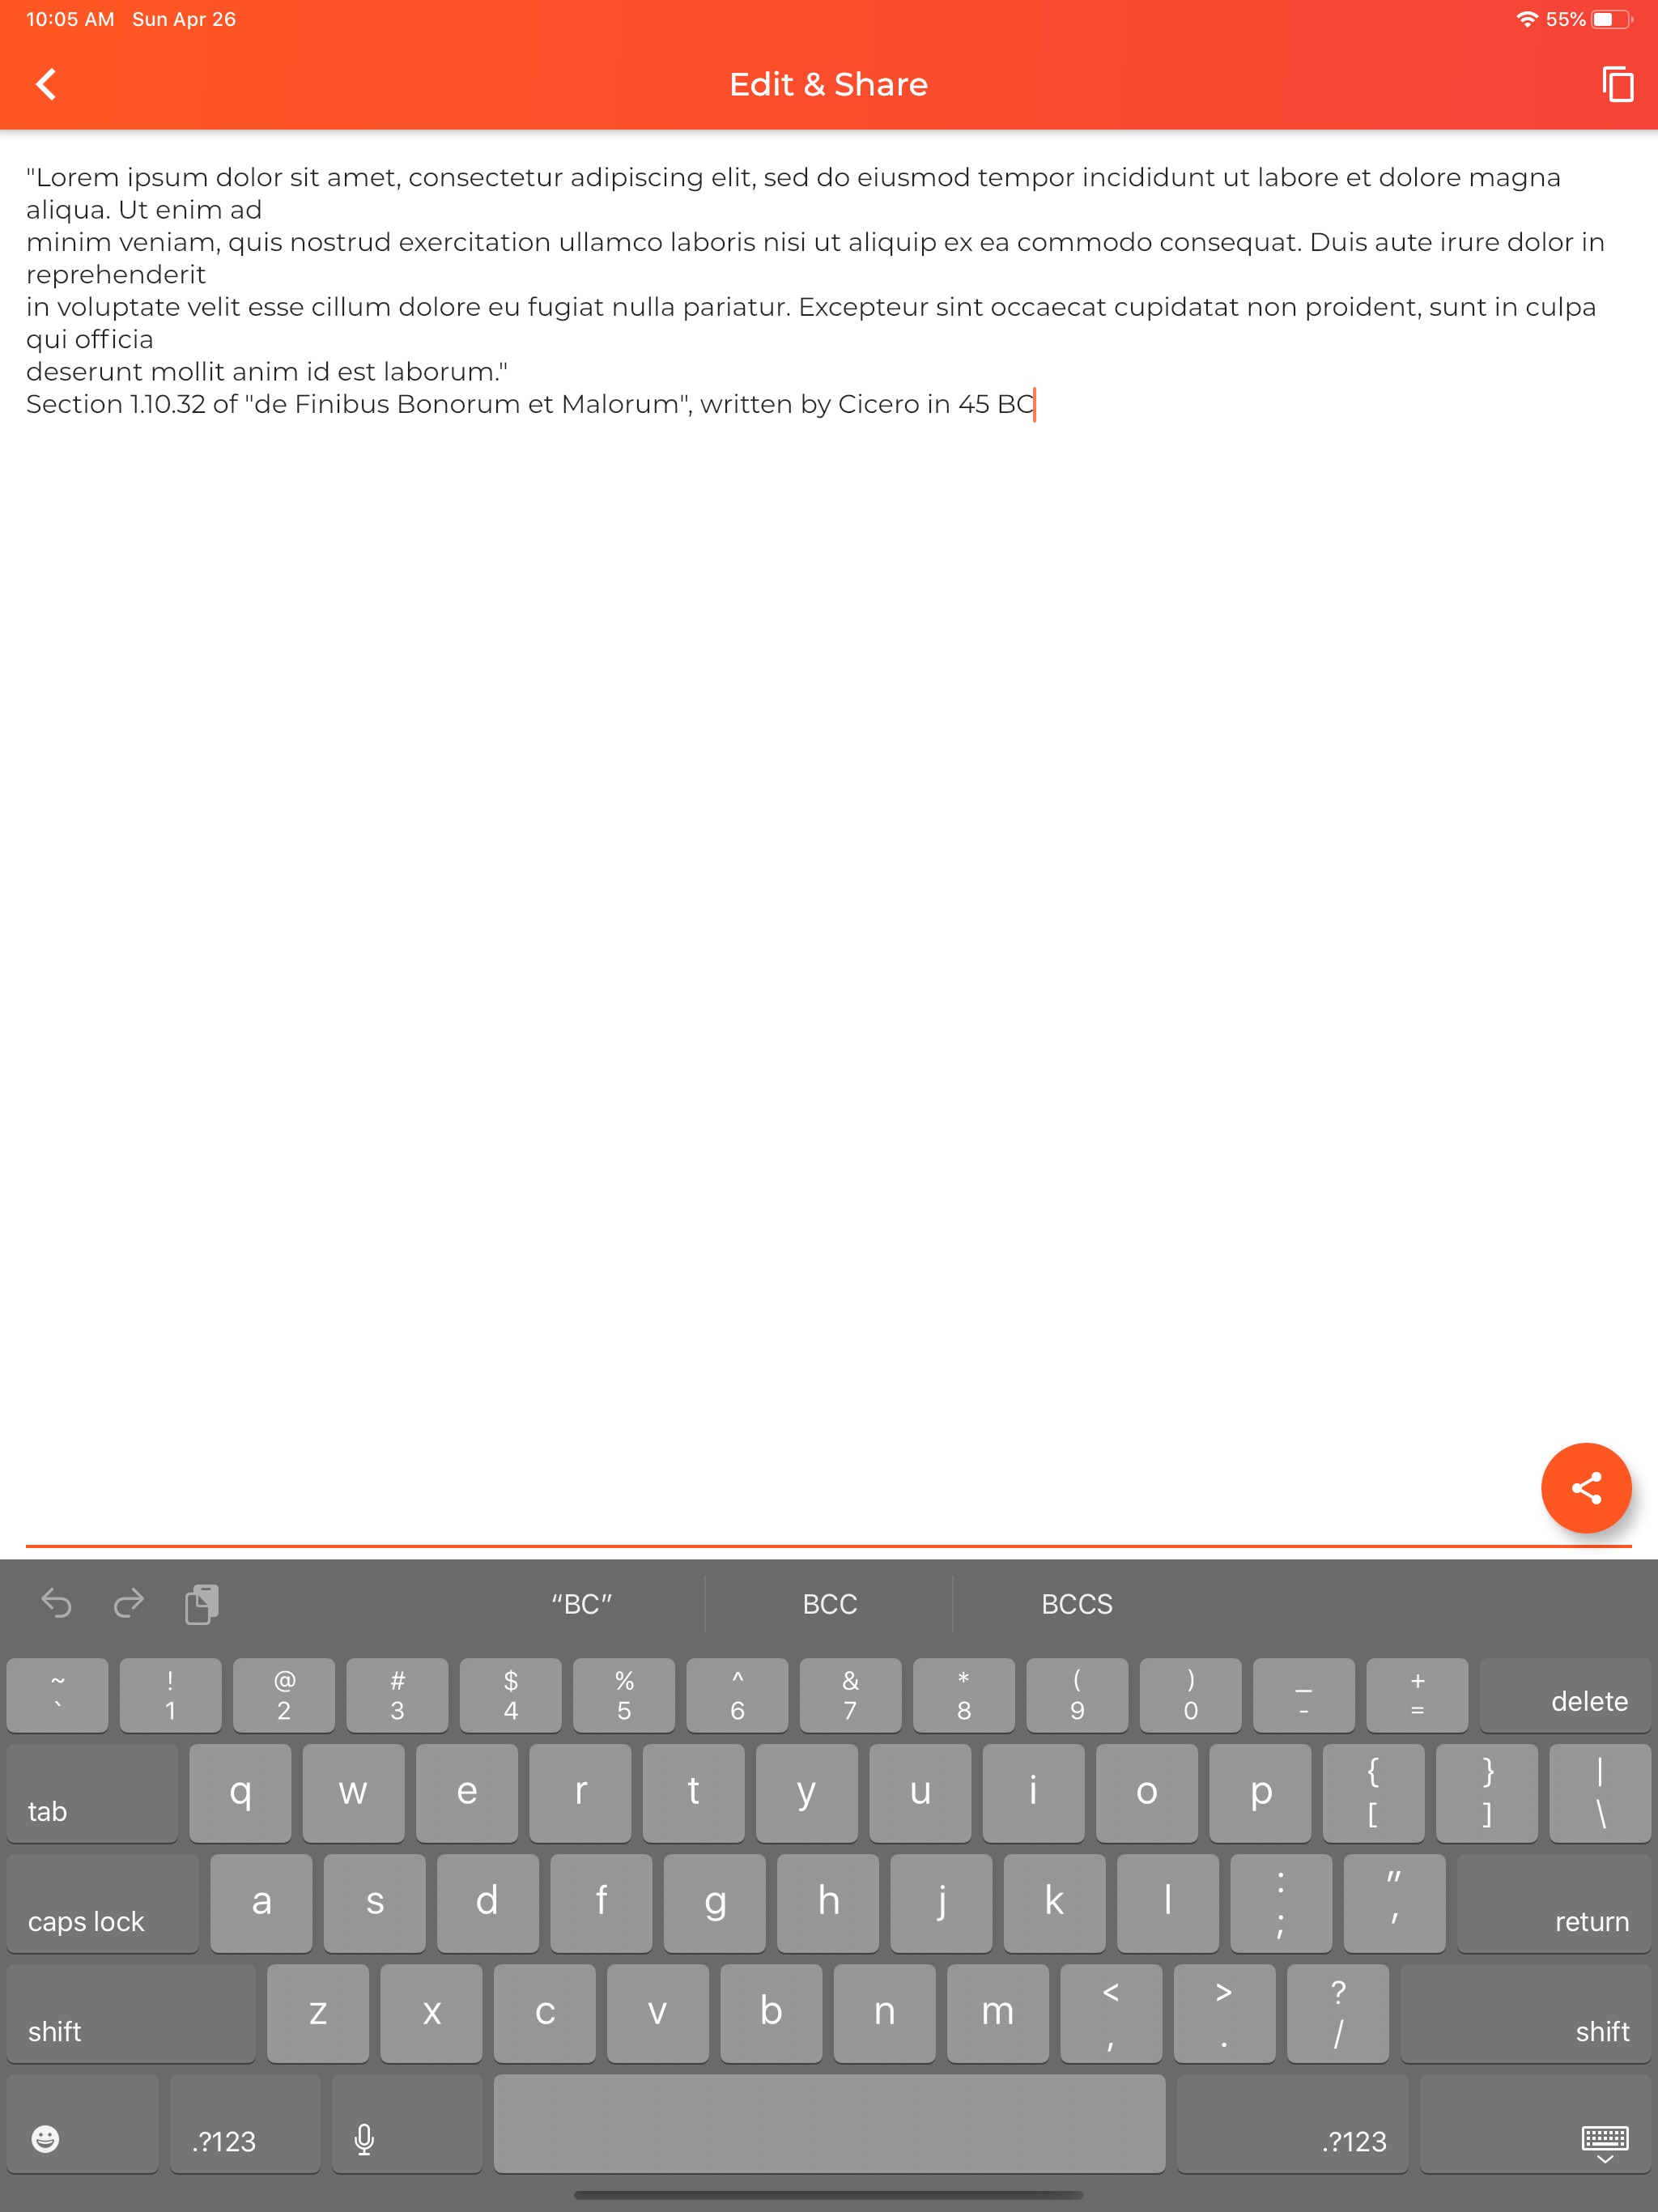 10:05 AM Sun Apr 26 55%
Edit & Share
"Lorem ipsum dolor sit amet, consectetur adipiscing elit, sed do eiusmod tempor incididunt ut labore et dolore magna
aliqua. Ut enim ad
minim veniam, quis nostrud exercitation ullamco laboris nisi ut aliquip ex ea commodo consequat. Duis aute irure dolor in
reprehenderit
in voluptate velit esse cillum dolore eu fugiat nulla pariatur. Excepteur sint occaecat cupidatat non proident, sunt in culpa
qui officia
deserunt mollit anim id est laborum."
Section 1.10.32 of "de Finibus Bonorum et Malorum", written by Cicero in 45 BC
“BC” BCC BCCS
~ ! @ # $ % ^ & * ( ) _ +
` 1 2 3 4 5 6 7 8 9 0 - = delete
tab q w e r t y u i o p { [ } ] | \
caps lock a s d f g h j k l : ; " ' return
shift z x c v b n m < , > . ? / shift
.?123 .?123